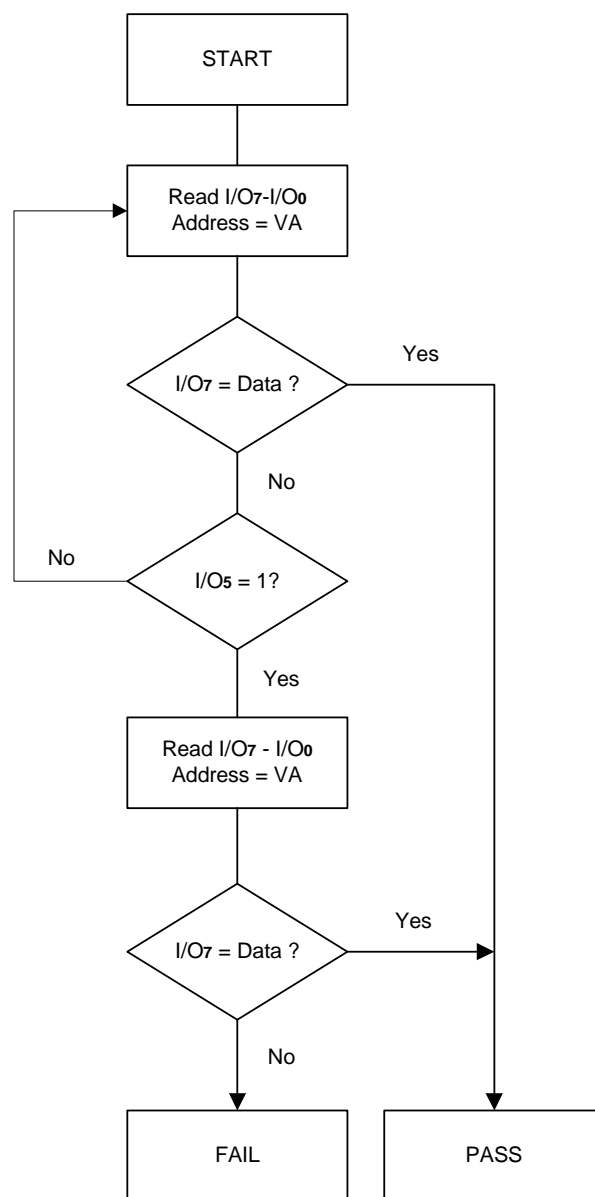 START
Read I/O7-I/O0
Address = VA
I/O7 = Data ?
Yes
No
No
I/O5 = 1?
Yes
Read I/O7 - I/O0
Address = VA
I/O7 = Data ?
Yes
No
FAIL
PASS